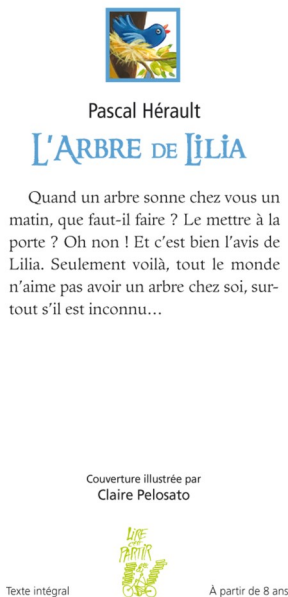 Pascal Hérault
L'ARBRE DE LILIA
Quand un arbre sonne chez vous un
matin, que faut-il faire ? Le mettre à la
porte ? Oh non ! Et c'est bien l'avis de
Lilia. Seulement voilà, tout le monde
n'aime pas avoir un arbre chez soi, sur-
tout s'il est inconnu…
Couverture illustrée par
Claire Pelosato
LIRE
C'EST
PARTIR
Texte intégral
À partir de 8 ans